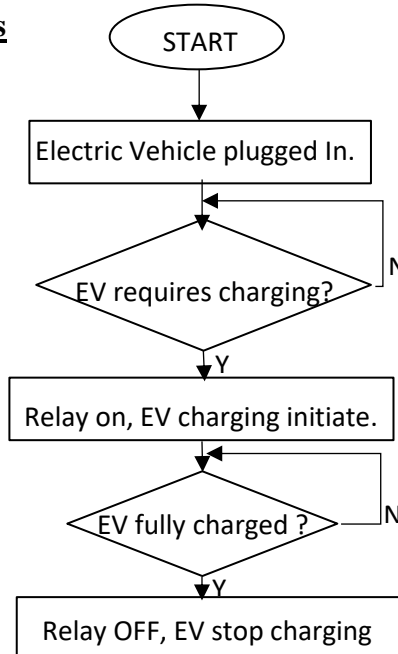 s
START
Electric Vehicle plugged In.
N
EV requires charging?
Y
Relay on, EV charging initiate.
N
EV fully charged ?
Y
Relay OFF, EV stop charging